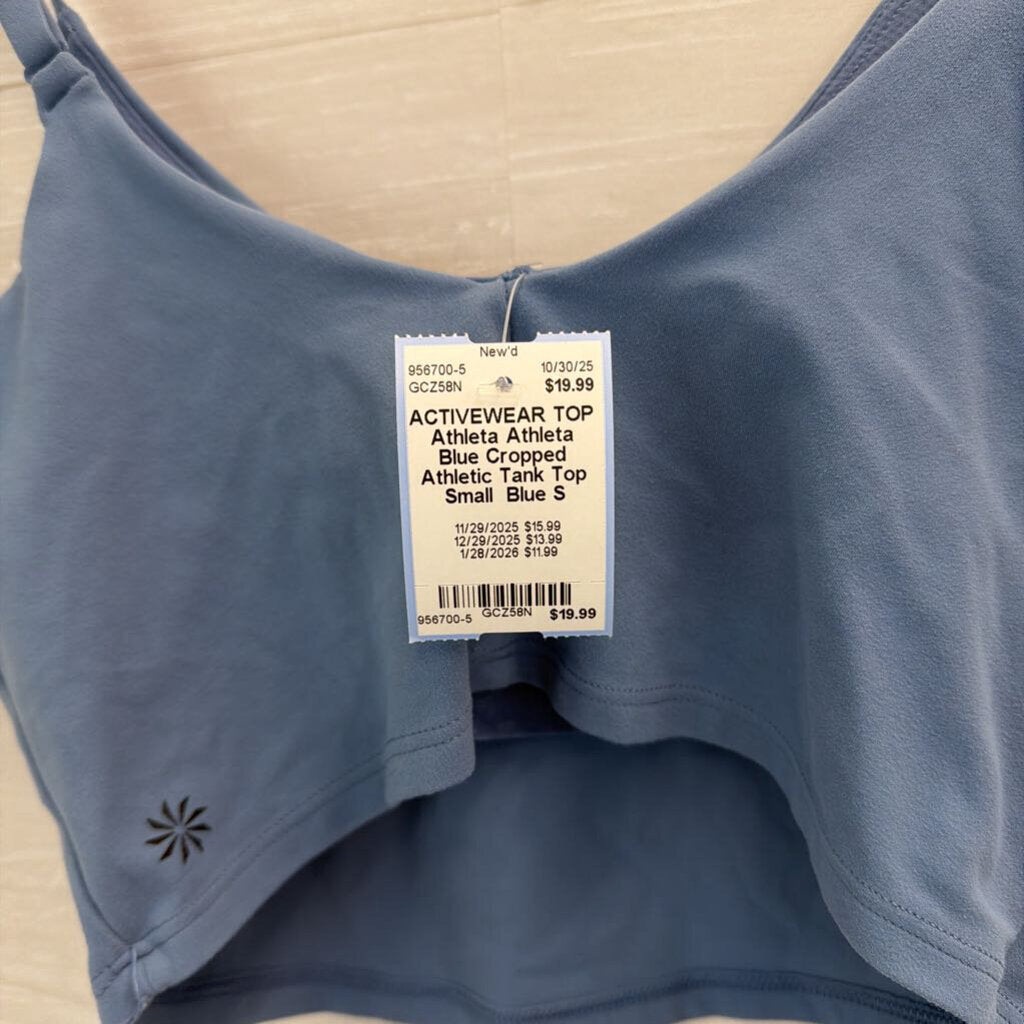 New'd
956700-5 10/30/25
GCZ58N $19.99
ACTIVEWEAR TOP
Athleta Athleta
Blue Cropped
Athletic Tank Top
Small Blue S
11/29/2025 $15.99
12/29/2025 $13.99
1/28/2026 $11.99
956700-5 GCZ58N $19.99